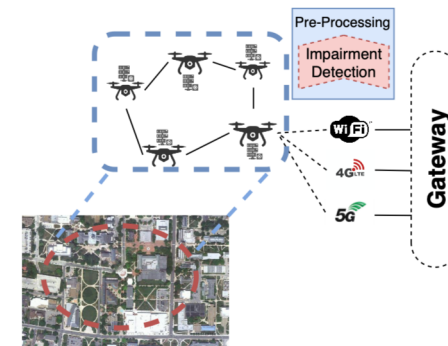 Pre-Processing
Impairment
Detection
WiFi
4G LTE
5G
Gateway